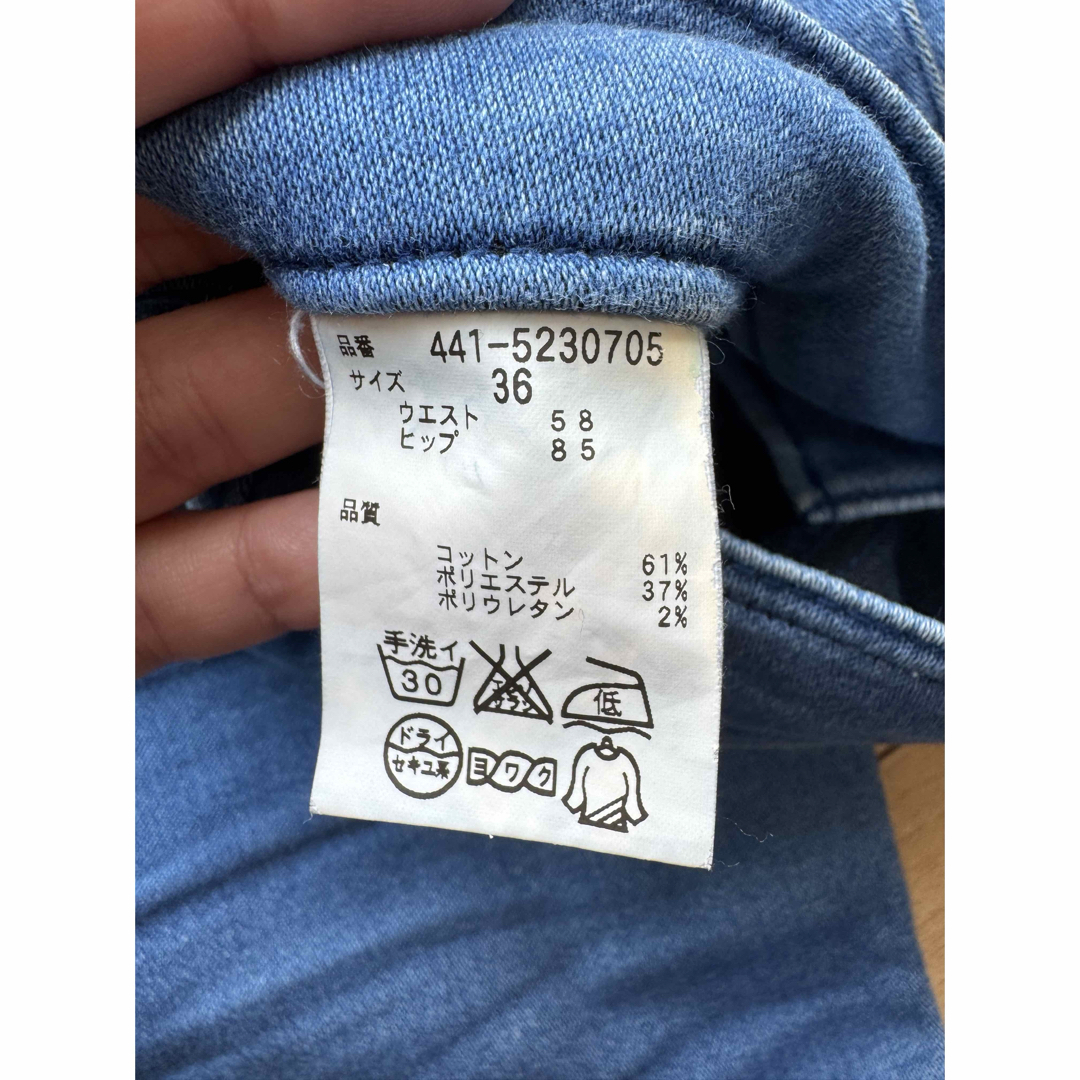 品番 441-5230705
サイズ 36
ウエスト 58
ヒップ 85
品質
コットン 61%
ポリエステル 37%
ポリウレタン 2%
手洗イ
30
低
ドライ
セキユ系
ヨワク